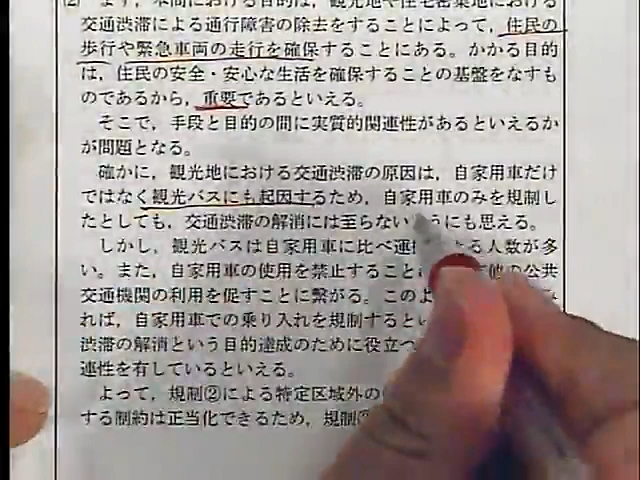 (2) まず，本問における目的は，観光地や住宅密集地における
交通渋滞による通行障害の除去をすることによって，住民の
歩行や緊急車両の走行を確保することにある。かかる目的
は，住民の安全・安心な生活を確保することの基盤をなすも
のであるから，重要であるといえる。
そこで，手段と目的の間に実質的関連性があるといえるか
が問題となる。
確かに，観光地における交通渋滞の原因は，自家用車だけ
ではなく観光バスにも起因するため，自家用車のみを規制し
たとしても，交通渋滞の解消には至らない うにも思える。
しかし，観光バスは自家用車に比べ運 る人数が多
い。また，自家用車の使用を禁止すること 他の公共
交通機関の利用を促すことに繋がる。このよ
れば，自家用車での乗り入れを規制すると
渋滞の解消という目的達成のために役立つ
連性を有しているといえる。
よって，規制②による特定区域外の
する制約は正当化できるため，規制